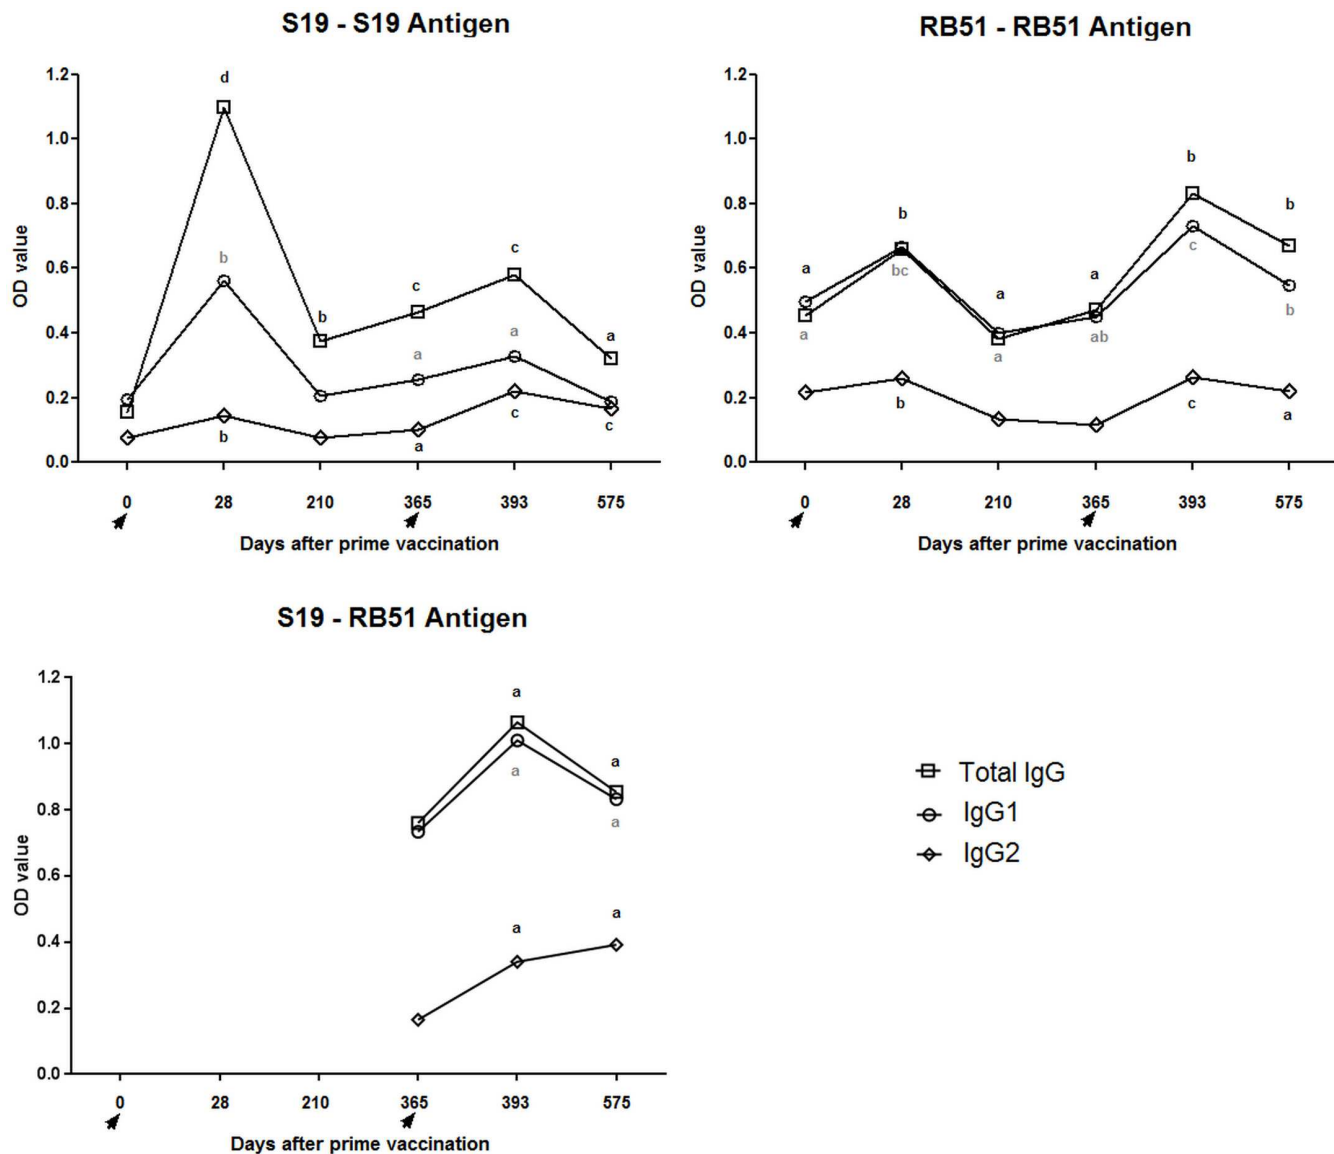 S19 - S19 Antigen
1.2
1.0
0.8
0.6
0.4
0.2
0.0
OD value
d
b
b
b
c
a
a
c
a
c
a
c
0 28 210 365 393 575
Days after prime vaccination
RB51 - RB51 Antigen
1.2
1.0
0.8
0.6
0.4
0.2
0.0
OD value
a
a
b
bc
b
a
a
a
ab
b
c
c
b
b
a
0 28 210 365 393 575
Days after prime vaccination
S19 - RB51 Antigen
1.2
1.0
0.8
0.6
0.4
0.2
0.0
OD value
a
a
a
a
a
a
0 28 210 365 393 575
Days after prime vaccination
Total IgG
IgG1
IgG2